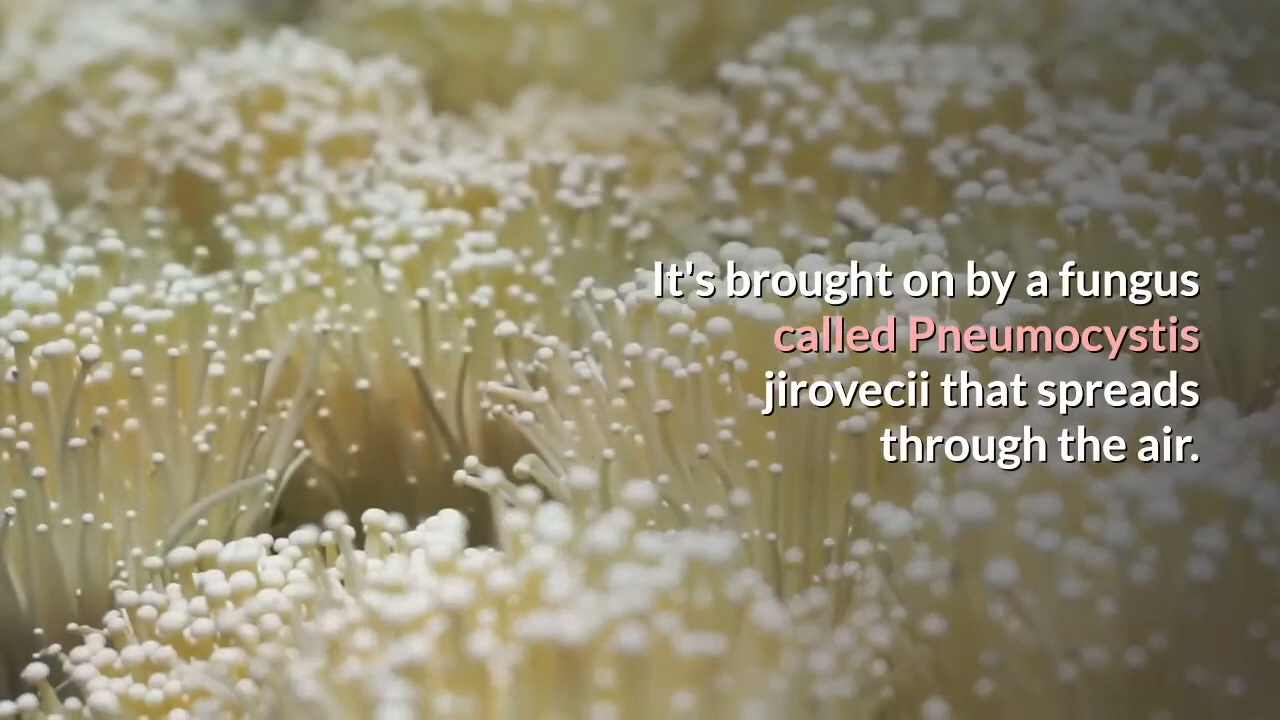 It's brought on by a fungus
called Pneumocystis
jirovecii that spreads
through the air.